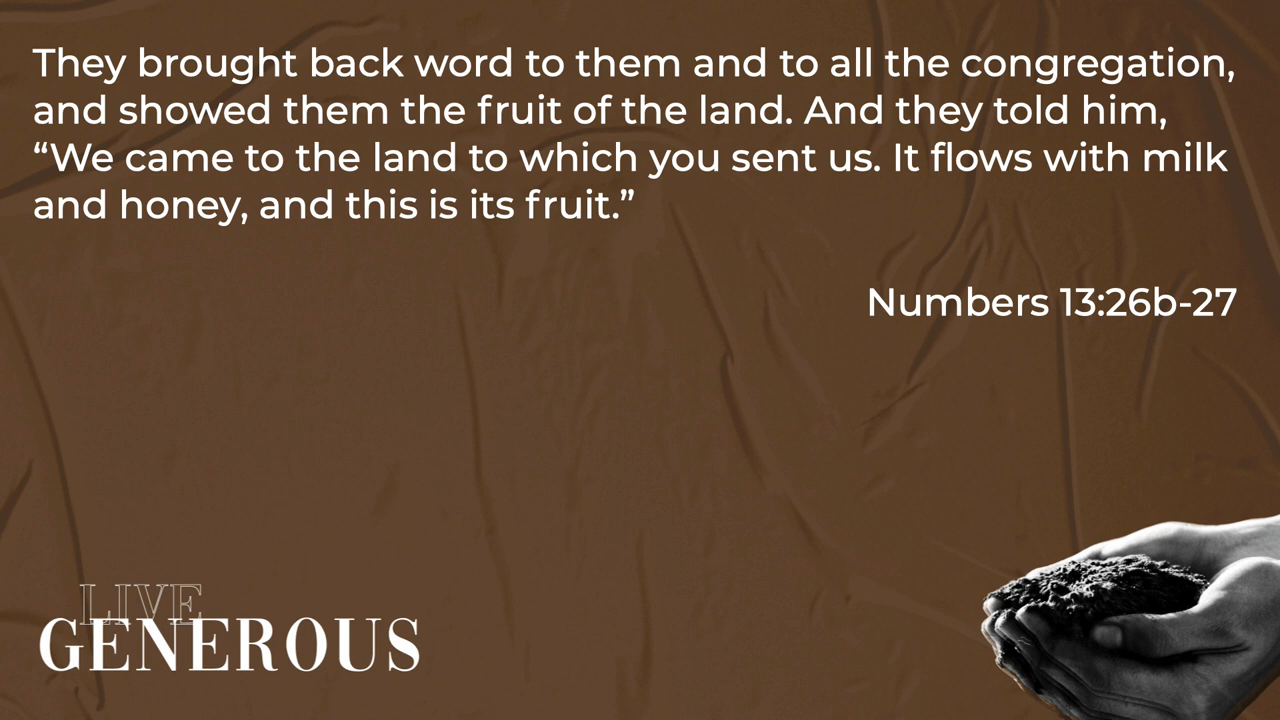 They brought back word to them and to all the congregation,
and showed them the fruit of the land. And they told him,
“We came to the land to which you sent us. It flows with milk
and honey, and this is its fruit.”
Numbers 13:26b-27
LIVE
GENEROUS